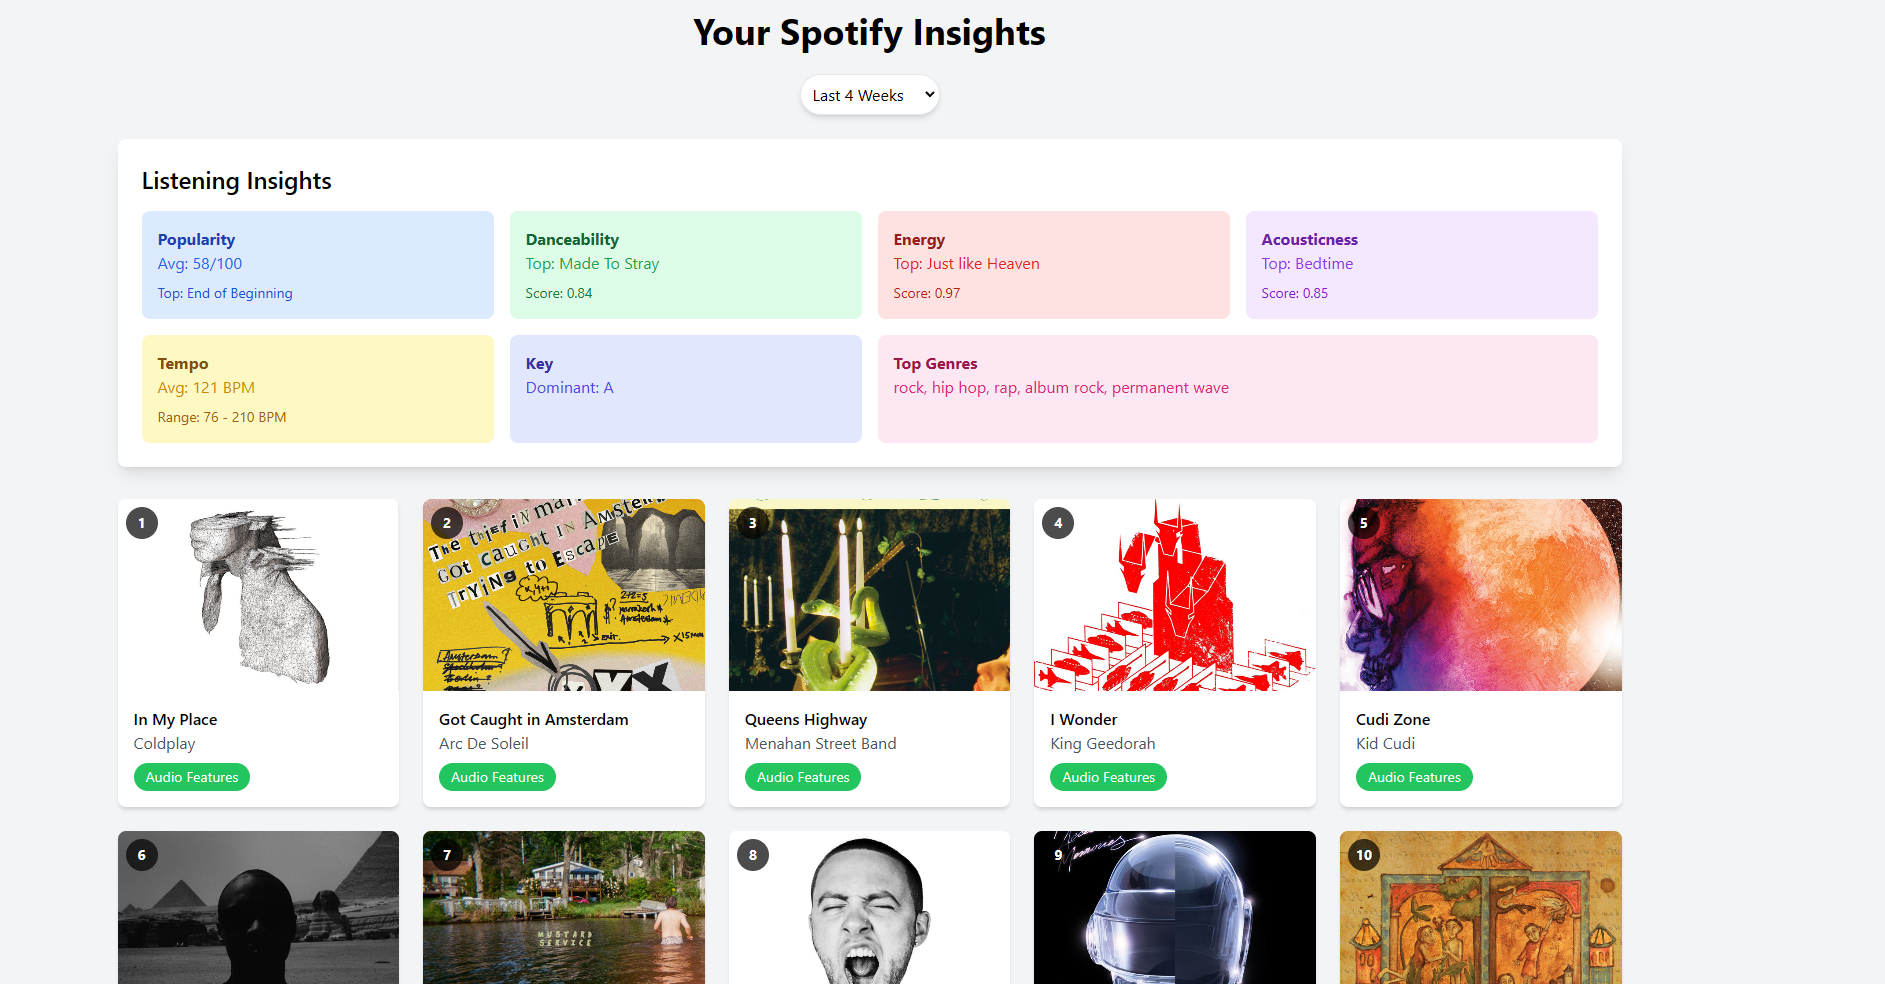 Your Spotify Insights
Last 4 Weeks
Listening Insights
Popularity
Avg: 58/100
Top: End of Beginning
Danceability
Top: Made To Stray
Score: 0.84
Energy
Top: Just like Heaven
Score: 0.97
Acousticness
Top: Bedtime
Score: 0.85
Tempo
Avg: 121 BPM
Range: 76 - 210 BPM
Key
Dominant: A
Top Genres
rock, hip hop, rap, album rock, permanent wave
1
In My Place
Coldplay
Audio Features
2
The thief iN
GOt caught IN Amsterd
TrYiNg to Escape
2+2=5
Amsterdam?
Got Caught in Amsterdam
Arc De Soleil
Audio Features
3
Queens Highway
Menahan Street Band
Audio Features
4
I Wonder
King Geedorah
Audio Features
5
Cudi Zone
Kid Cudi
Audio Features
6
7
MUSTARD
SERVICE
8
9
Memories
10